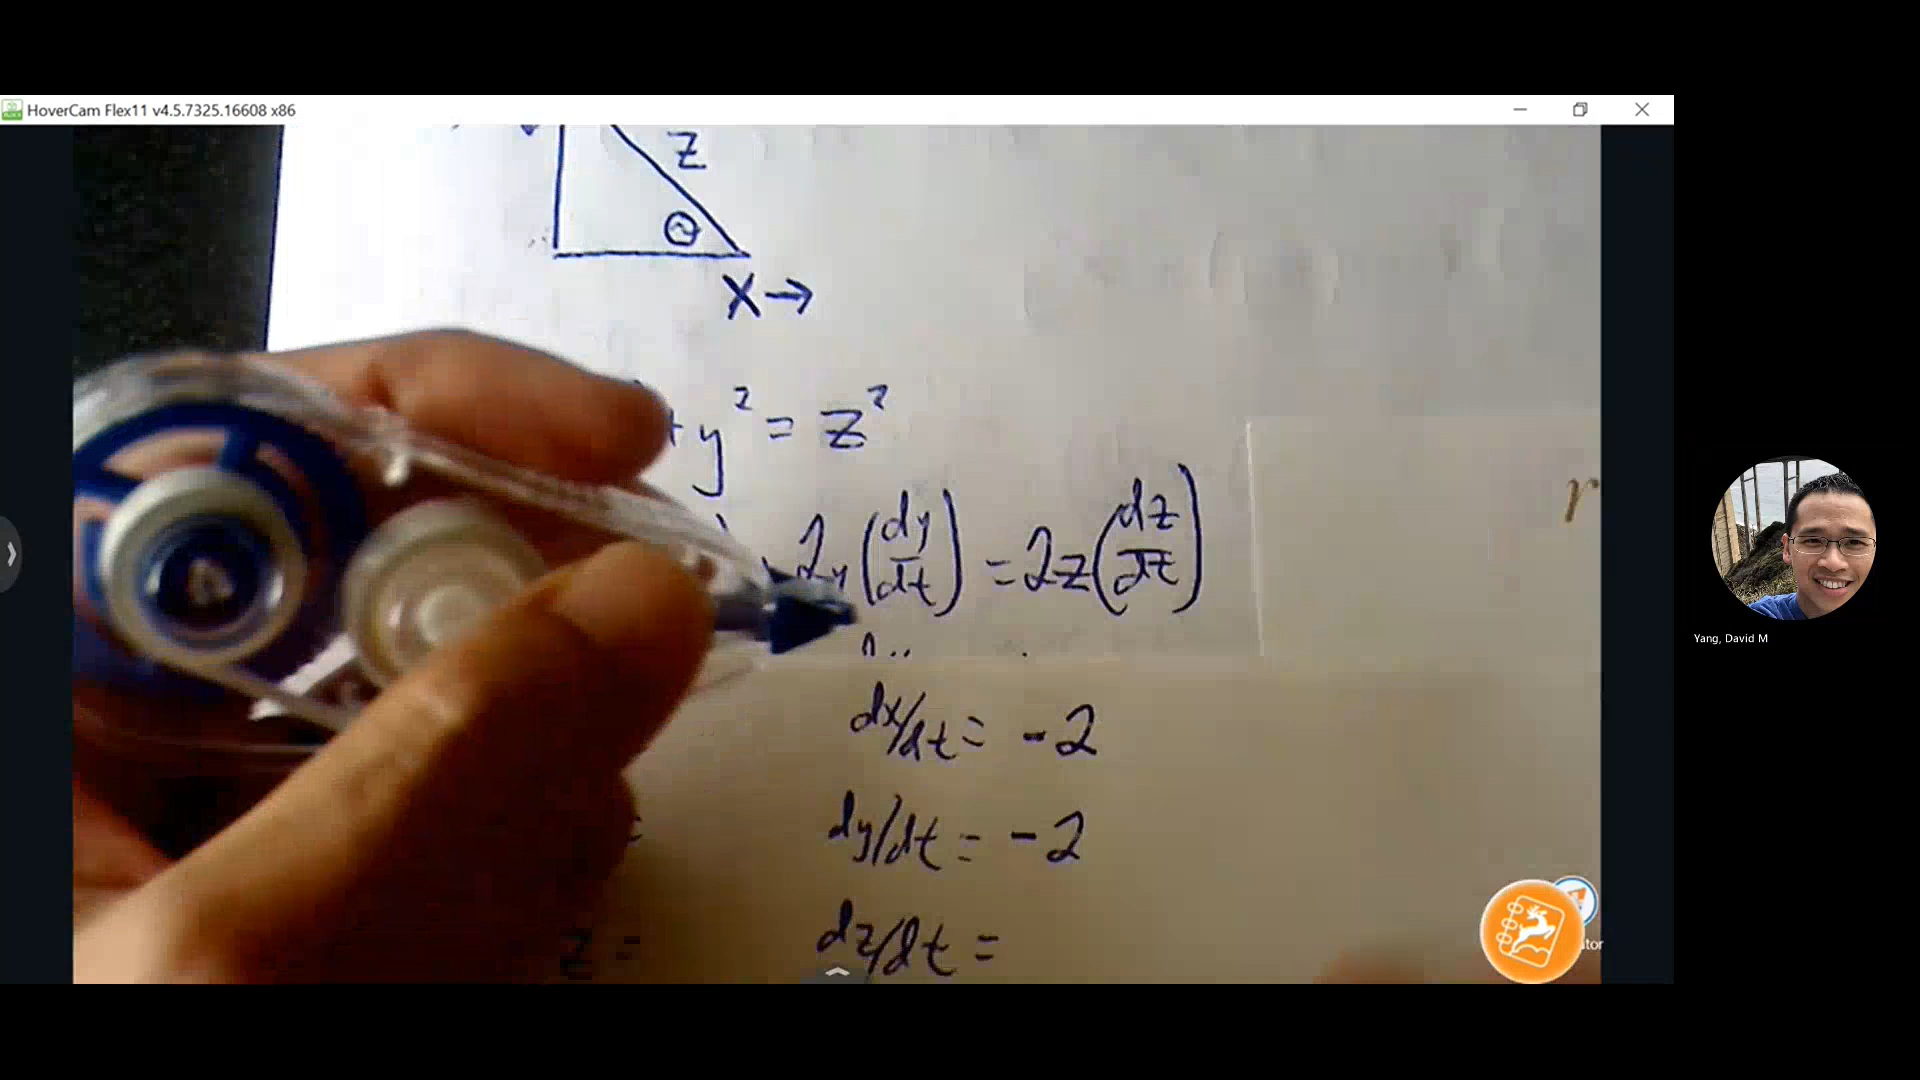 HoverCam Flex11 v4.5.7325.16608 x86
z
θ
x→
+ y² = z²
2y(dy/dt) = 2z(dz/dt)
r
dx/dt = -2
dy/dt = -2
z = dz/dt =
Yang, David M